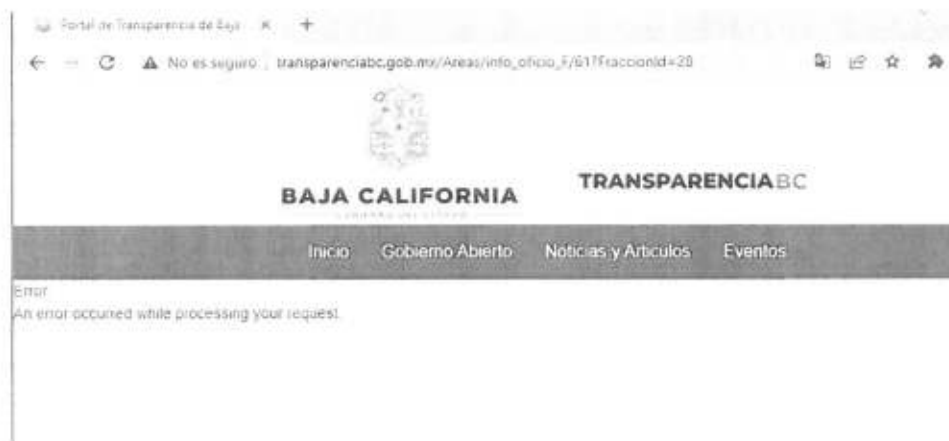 Portal de Transparencia de Baja
No es seguro transparenciabc.gob.mx/Areas/info_oficio_F/61?FraccionId=28
BAJA CALIFORNIA
TRANSPARENCIABC
Inicio Gobierno Abierto Noticias y Articulos Eventos
Error
An error occurred while processing your request.